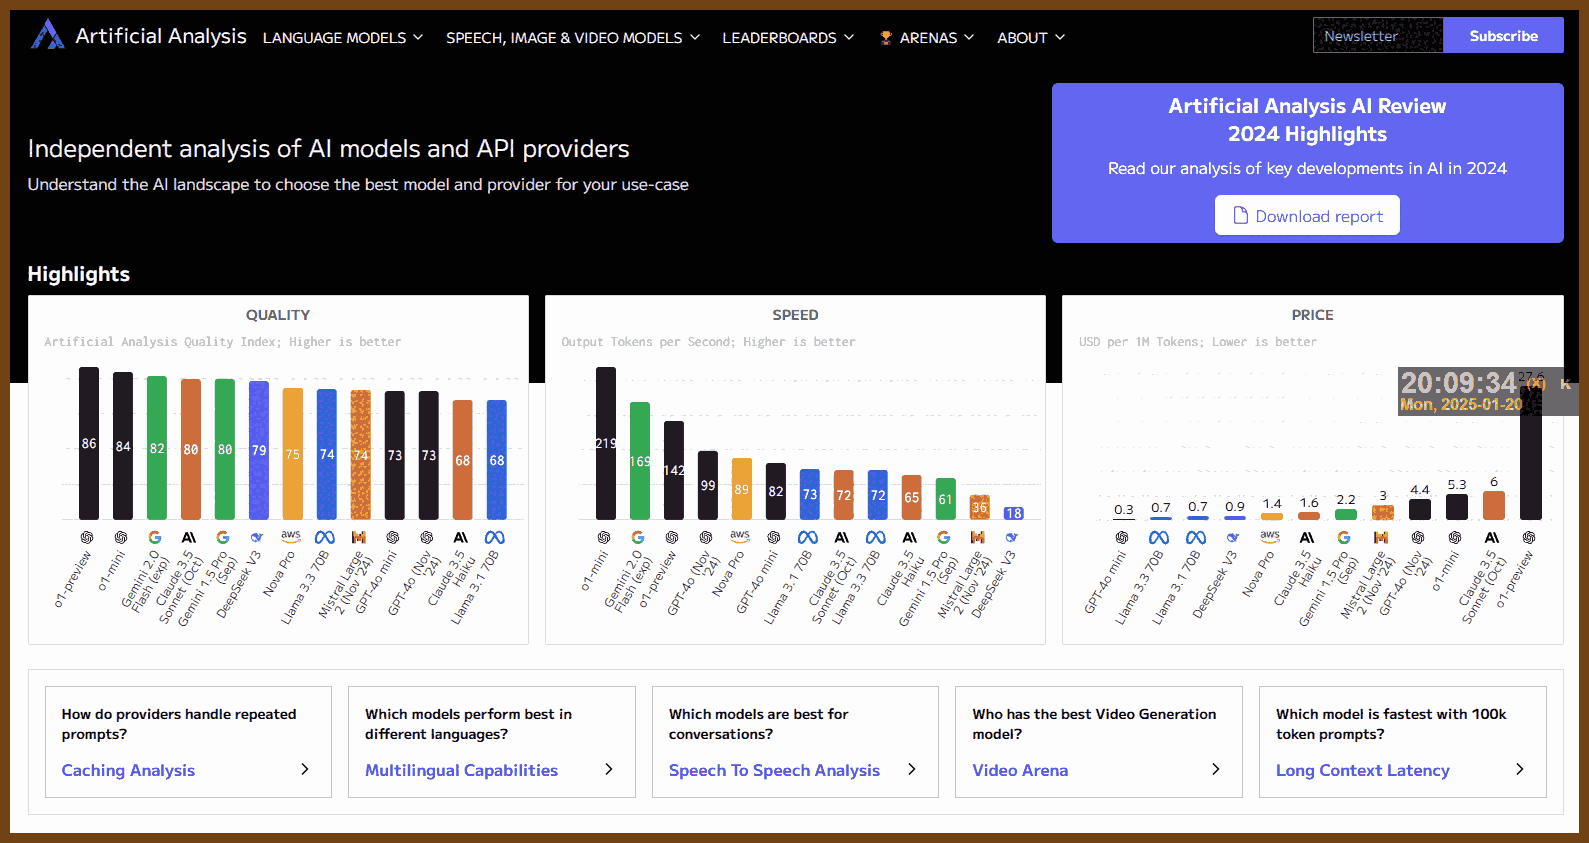 Artificial Analysis
LANGUAGE MODELS
SPEECH, IMAGE & VIDEO MODELS
LEADERBOARDS
ARENAS
ABOUT
Newsletter
Subscribe
Independent analysis of AI models and API providers
Understand the AI landscape to choose the best model and provider for your use-case
Artificial Analysis AI Review
2024 Highlights
Read our analysis of key developments in AI in 2024
Download report
Highlights
QUALITY
Artificial Analysis Quality Index; Higher is better
86
84
82
80
80
79
75
74
74
73
73
68
68
aws
o1-preview
o1-mini
Gemini 2.0
Flash (exp)
Claude 3.5
Sonnet (Oct)
Gemini 1.5 Pro
(Sep)
DeepSeek V3
Nova Pro
Llama 3.3 70B
Mistral Large
2 (Nov '24)
GPT-4o mini
GPT-4o (Nov
'24)
Claude 3.5
Haiku
Llama 3.1 70B
SPEED
Output Tokens per Second; Higher is better
219
169
142
99
89
82
73
72
72
65
61
36
18
aws
o1-mini
Gemini 2.0
Flash (exp)
o1-preview
GPT-4o (Nov
'24)
Nova Pro
GPT-4o mini
Llama 3.1 70B
Claude 3.5
Sonnet (Oct)
Llama 3.3 70B
Claude 3.5
Haiku
Gemini 1.5 Pro
(Sep)
Mistral Large
2 (Nov '24)
DeepSeek V3
PRICE
USD per 1M Tokens; Lower is better
20:09:34
K
Mon, 2025-01-20
27.6
0.3
0.7
0.7
0.9
1.4
1.6
2.2
3
4.4
5.3
6
aws
GPT-4o mini
Llama 3.3 70B
Llama 3.1 70B
DeepSeek V3
Nova Pro
Claude 3.5
Haiku
Gemini 1.5 Pro
(Sep)
Mistral Large
2 (Nov '24)
GPT-4o (Nov
'24)
o1-mini
Claude 3.5
Sonnet (Oct)
o1-preview
How do providers handle repeated
prompts?
Caching Analysis
Which models perform best in
different languages?
Multilingual Capabilities
Which models are best for
conversations?
Speech To Speech Analysis
Who has the best Video Generation
model?
Video Arena
Which model is fastest with 100k
token prompts?
Long Context Latency